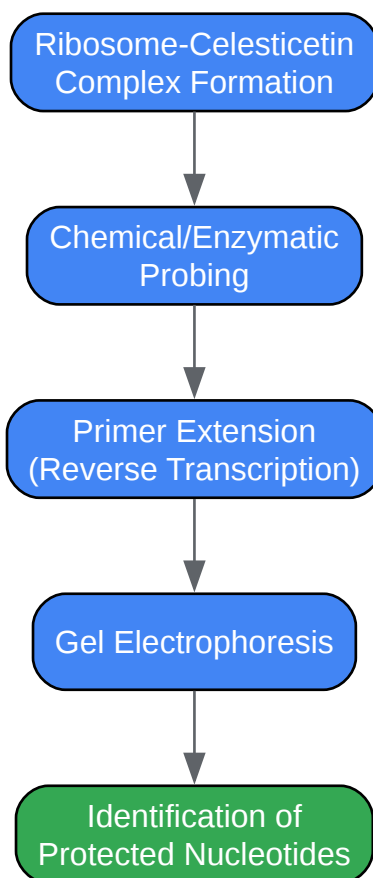 Ribosome-Celesticetin
Complex Formation
Chemical/Enzymatic
Probing
Primer Extension
(Reverse Transcription)
Gel Electrophoresis
Identification of
Protected Nucleotides